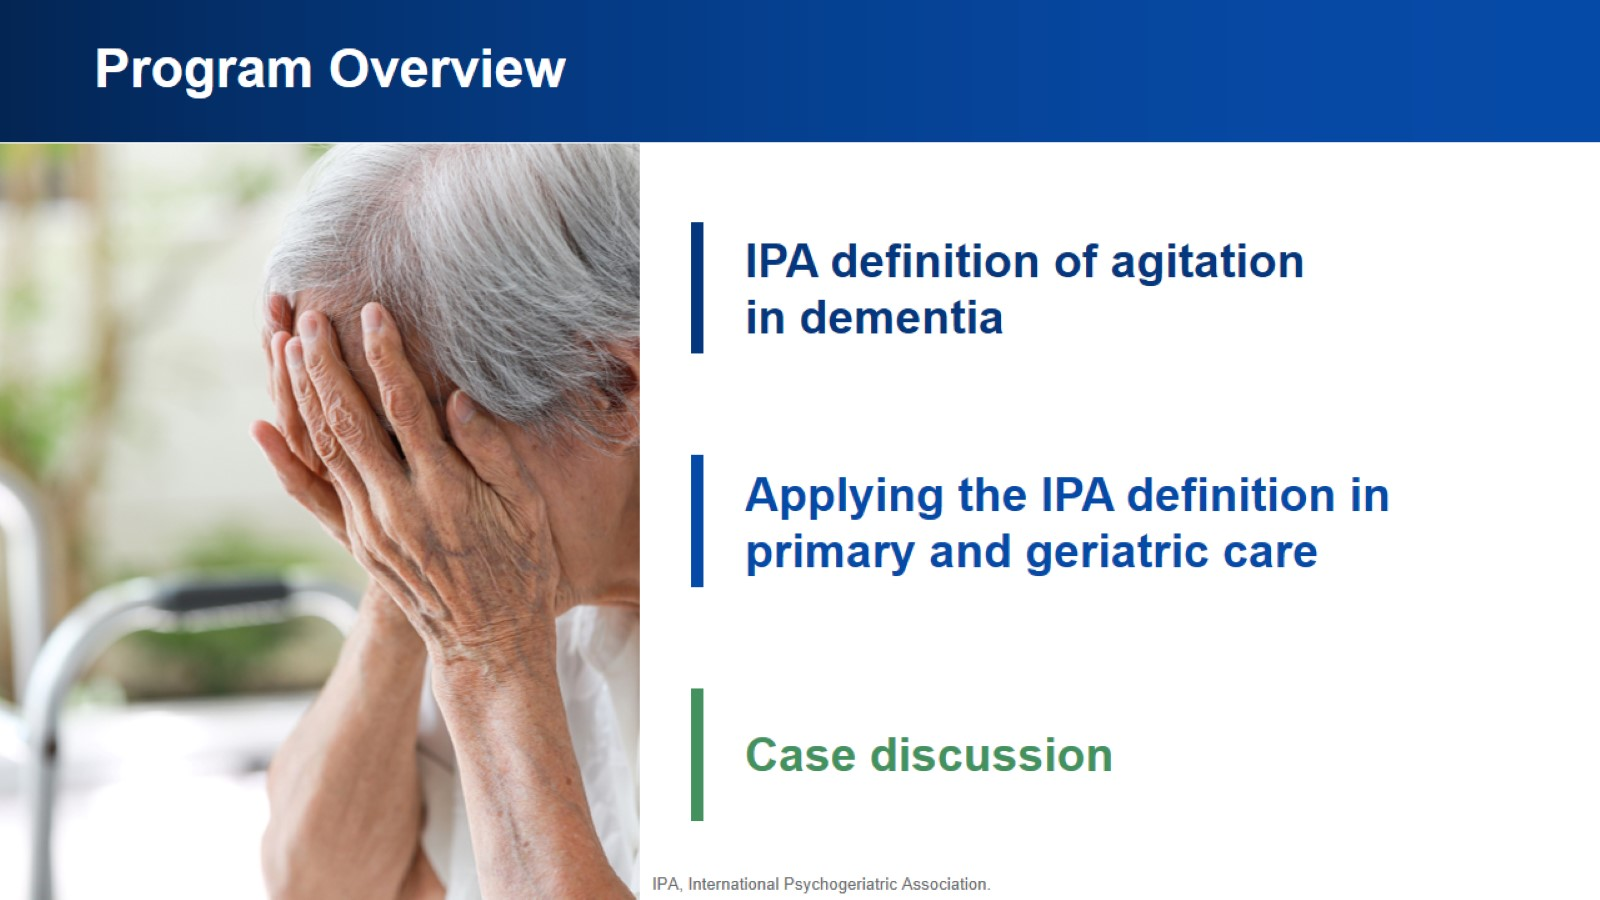 Program Overview
IPA definition of agitation
in dementia
Applying the IPA definition in
primary and geriatric care
Case discussion
IPA, International Psychogeriatric Association.